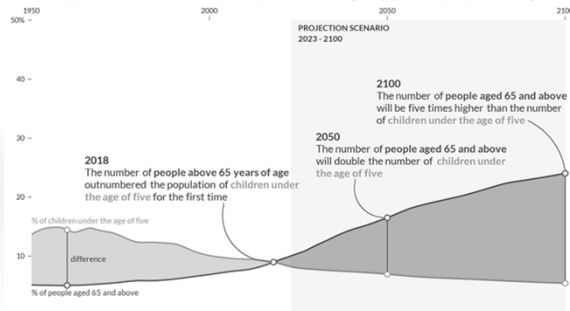 1950 2000 2050 210
50%
PROJECTION SCENARIO
2023 - 2100
40
30
20
10
2100
The number of people aged 65 and above
will be five times higher than the number
of children under the age of five
2050
The number of people aged 65 and above
will double the number of children under
the age of five
2018
The number of people above 65 years of age
outnumbered the population of children under
the age of five for the first time
% of children under the age of five
difference
% of people aged 65 and above